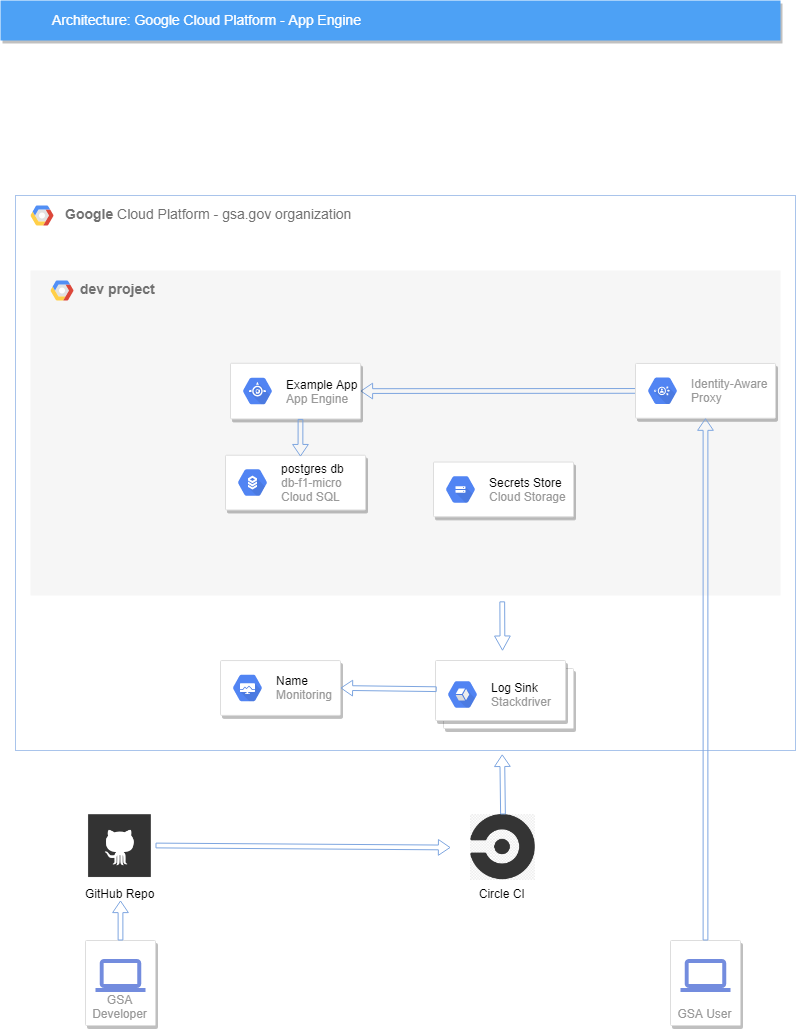 Architecture: Google Cloud Platform - App Engine
Google Cloud Platform - gsa.gov organization
dev project
Example App
App Engine
Identity-Aware
Proxy
postgres db
db-f1-micro
Cloud SQL
Secrets Store
Cloud Storage
Name
Monitoring
Log Sink
Stackdriver
GitHub Repo
Circle CI
GSA
Developer
GSA User